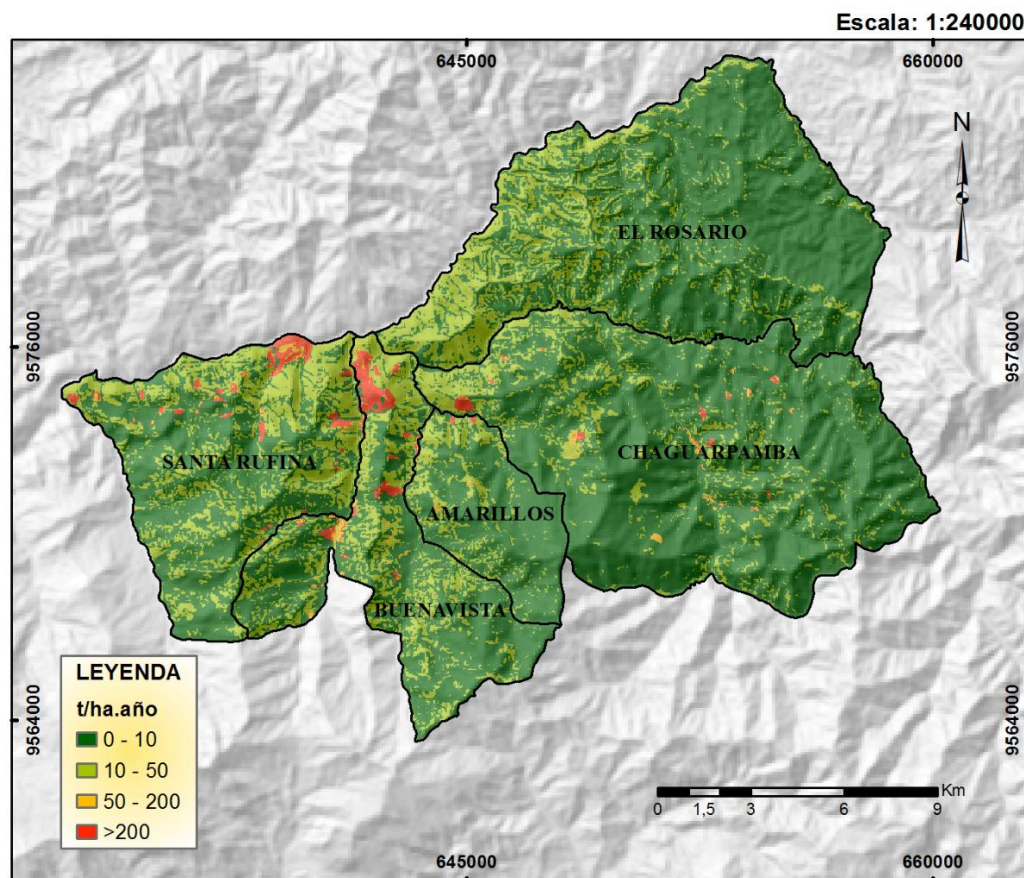 Escala: 1:240000
645000
660000
N
EL ROSARIO
9576000
9576000
SANTA RUFINA
CHAGUARPAMBA
AMARILLOS
BUENAVISTA
LEYENDA
t/ha.año
0 - 10
10 - 50
50 - 200
>200
9564000
9564000
Km
0 1,5 3 6 9
645000
660000